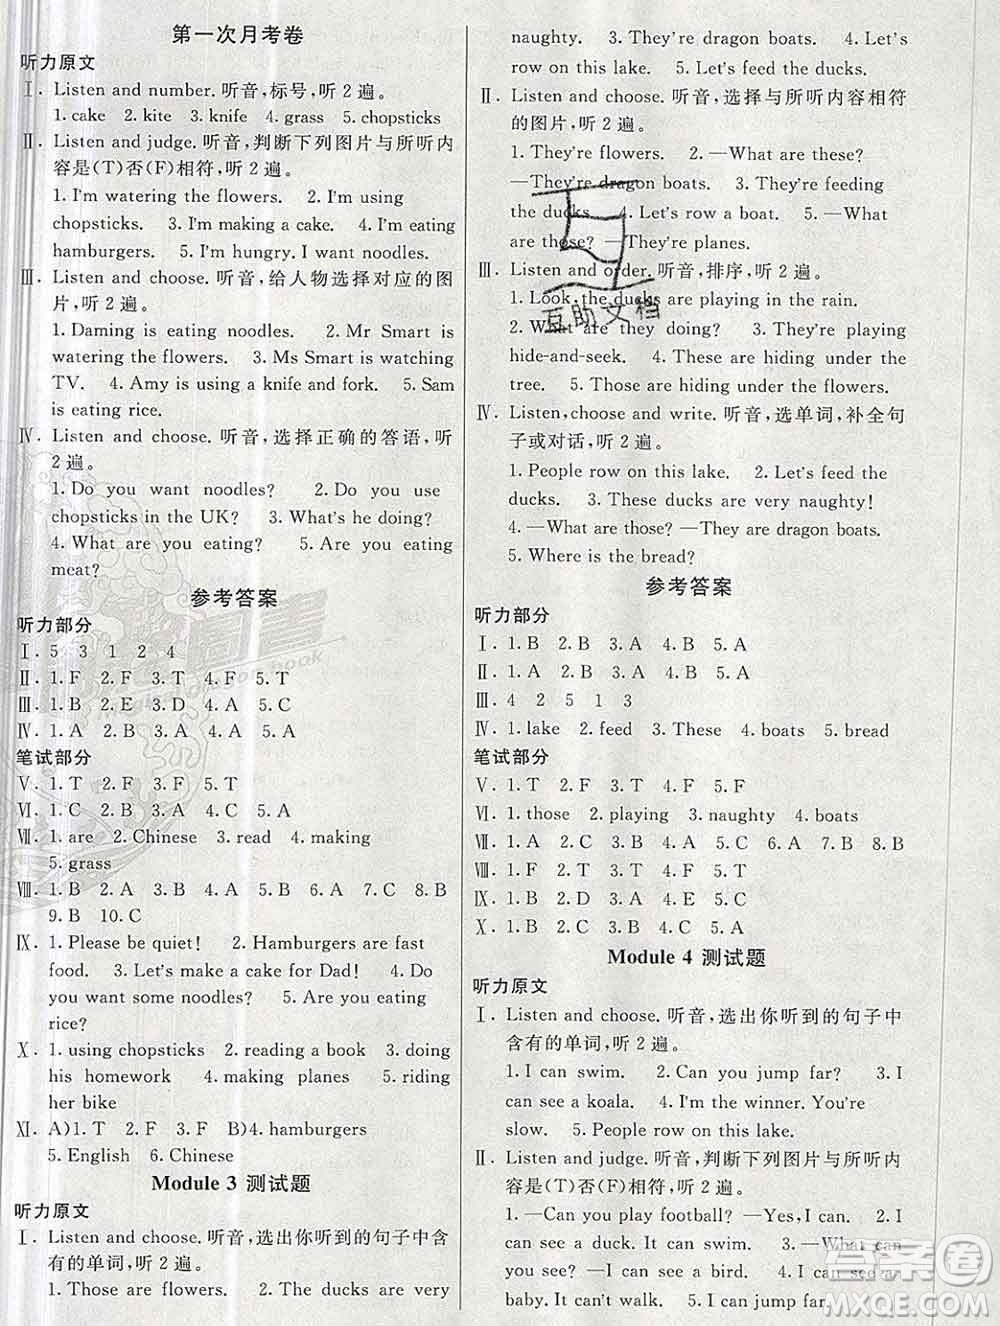 第一次月考卷
听力原文
Ⅰ. Listen and number. 听音,标号,听 2 遍。
1. cake 2. kite 3. knife 4. grass 5. chopsticks
Ⅱ. Listen and judge. 听音,判断下列图片与所听内
容是(T)否(F)相符,听 2 遍。
1. I'm watering the flowers. 2. I'm using
chopsticks. 3. I'm making a cake. 4. I'm eating
hamburgers. 5. I'm hungry. I want noodles.
Ⅲ. Listen and choose. 听音,给人物选择对应的图
片,听 2 遍。
1. Daming is eating noodles. 2. Mr Smart is
watering the flowers. 3. Ms Smart is watching
TV. 4. Amy is using a knife and fork. 5. Sam
is eating rice.
Ⅳ. Listen and choose. 听音,选择正确的答语,听
2 遍。
1. Do you want noodles? 2. Do you use
chopsticks in the UK? 3. What's he doing?
4. What are you eating? 5. Are you eating
meat?
参考答案
听力部分
Ⅰ. 5 3 1 2 4
Ⅱ. 1. F 2. F 3. T 4. F 5. T
Ⅲ. 1. B 2. E 3. D 4. A 5. C
Ⅳ. 1. A 2. B 3. A 4. A 5. A
笔试部分
Ⅴ. 1. T 2. F 3. F 4. F 5. T
Ⅵ. 1. C 2. B 3. A 4. C 5. A
Ⅶ. 1. are 2. Chinese 3. read 4. making
5. grass
Ⅷ. 1. B 2. A 3. B 4. A 5. B 6. A 7. C 8. B
9. B 10. C
Ⅸ. 1. Please be quiet! 2. Hamburgers are fast
food. 3. Let's make a cake for Dad! 4. Do
you want some noodles? 5. Are you eating
rice?
Ⅹ. 1. using chopsticks 2. reading a book 3. doing
his homework 4. making planes 5. riding
her bike
Ⅺ. A)1. T 2. F 3. F B)4. hamburgers
5. English 6. Chinese
Module 3 测试题
听力原文
Ⅰ. Listen and choose. 听音,选出你听到的句子中含
有的单词,听 2 遍。
1. Those are flowers. 2. The ducks are very
naughty. 3. They're dragon boats. 4. Let's
row on this lake. 5. Let's feed the ducks.
Ⅱ. Listen and choose. 听音,选择与所听内容相符
的图片,听 2 遍。
1. They're flowers. 2. —What are these?
—They're dragon boats. 3. They're feeding
the ducks. 4. Let's row a boat. 5. —What
are those? —They're planes.
Ⅲ. Listen and order. 听音,排序,听 2 遍。
1. Look, the ducks are playing in the rain.
2. What are they doing? 3. They're playing
hide-and-seek. 4. These are hiding under the
tree. 5. Those are hiding under the flowers.
Ⅳ. Listen,choose and write. 听音,选单词,补全句
子或对话,听 2 遍。
1. People row on this lake. 2. Let's feed the
ducks. 3. These ducks are very naughty!
4. —What are those? —They are dragon boats.
5. Where is the bread?
参考答案
听力部分
Ⅰ. 1. B 2. B 3. A 4. A 5. A
Ⅱ. 1. A 2. B 3. A 4. B 5. A
Ⅲ. 4 2 5 1 3
Ⅳ. 1. lake 2. feed 3. These 4. boats 5. bread
笔试部分
Ⅴ. 1. T 2. F 3. F 4. F 5. T
Ⅵ. 1. those 2. playing 3. naughty 4. boats
Ⅶ. 1. A 2. B 3. A 4. B 5. B 6. A 7. A 8. B
Ⅷ. 1. F 2. T 3. F 4. T 5. T
Ⅸ. 1. B 2. D 3. A 4. E 5. C
Ⅹ. 1. A 2. B 3. B 4. A 5. B
Module 4 测试题
听力原文
Ⅰ. Listen and choose. 听音,选出你听到的句子中
含有的单词,听 2 遍。
1. I can swim. 2. Can you jump far? 3. I
can see a koala. 4. I'm the winner. You're
slow. 5. People row on this lake.
Ⅱ. Listen and judge. 听音,判断下列图片与所听内
容是(T)否(F)相符,听 2 遍。
1. —Can you play football? —Yes,I can. 2. I
can see a duck. It can swim. 3. —What can
you see? —I can see a bird. 4. I can see a
baby. It can't walk. 5. I can jump far.
互助文档
答案卷
MXQE.COM